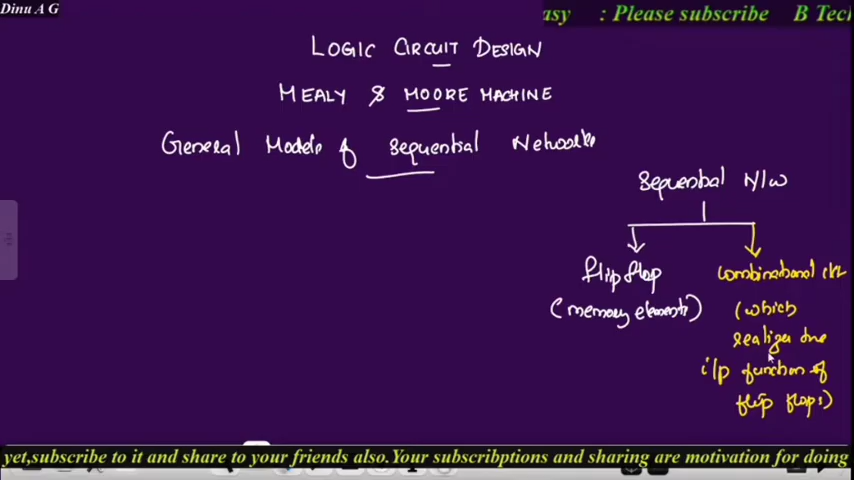 Dinu A G
asy : Please subscribe B Tech
LOGIC CIRCUIT DESIGN
MEALY & MOORE MACHINE
General Models of Sequential Networks
Sequential N/w
flip flop
(memory elements)
combinational ckt
(which
realizes the
i/p function of
flip flops)
yet,subscribe to it and share to your friends also.Your subscribptions and sharing are motivation for doing